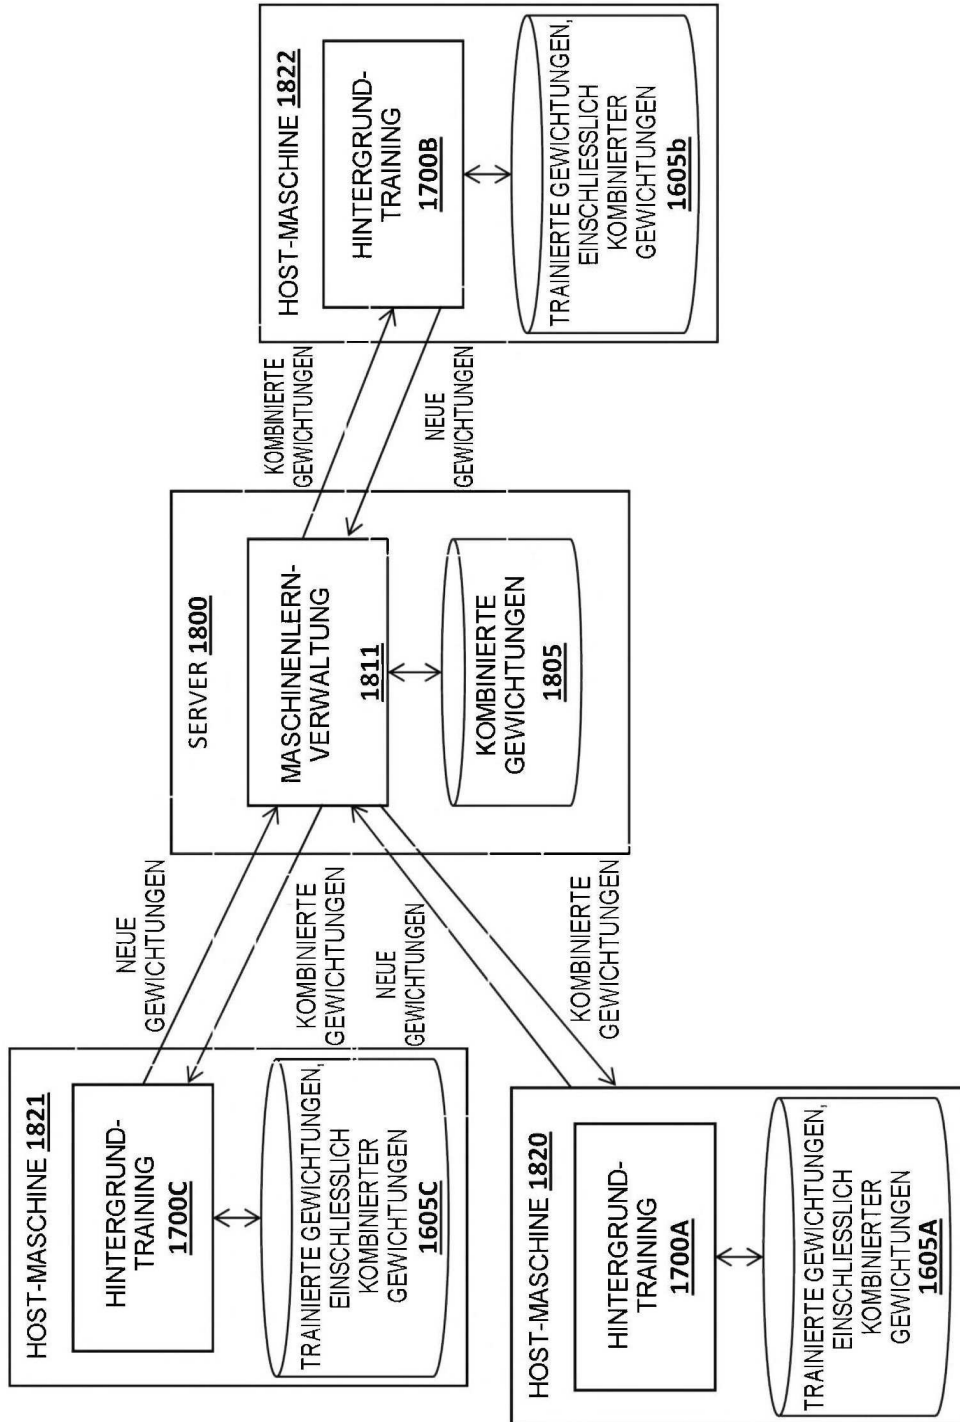 HOST-MASCHINE 1821
HINTERGRUND-
TRAINING
1700C
TRAINIERTE GEWICHTUNGEN,
EINSCHLIESSLICH
KOMBINIERTER
GEWICHTUNGEN
1605C
NEUE
GEWICHTUNGEN
KOMBINIERTE
GEWICHTUNGEN
SERVER 1800
MASCHINENLERN-
VERWALTUNG
1811
KOMBINIERTE
GEWICHTUNGEN
1805
KOMBINIERTE
GEWICHTUNGEN
NEUE
GEWICHTUNGEN
HOST-MASCHINE 1822
HINTERGRUND-
TRAINING
1700B
TRAINIERTE GEWICHTUNGEN,
EINSCHLIESSLICH
KOMBINIERTER
GEWICHTUNGEN
1605b
NEUE
GEWICHTUNGEN
KOMBINIERTE
GEWICHTUNGEN
HOST-MASCHINE 1820
HINTERGRUND-
TRAINING
1700A
TRAINIERTE GEWICHTUNGEN,
EINSCHLIESSLICH
KOMBINIERTER
GEWICHTUNGEN
1605A